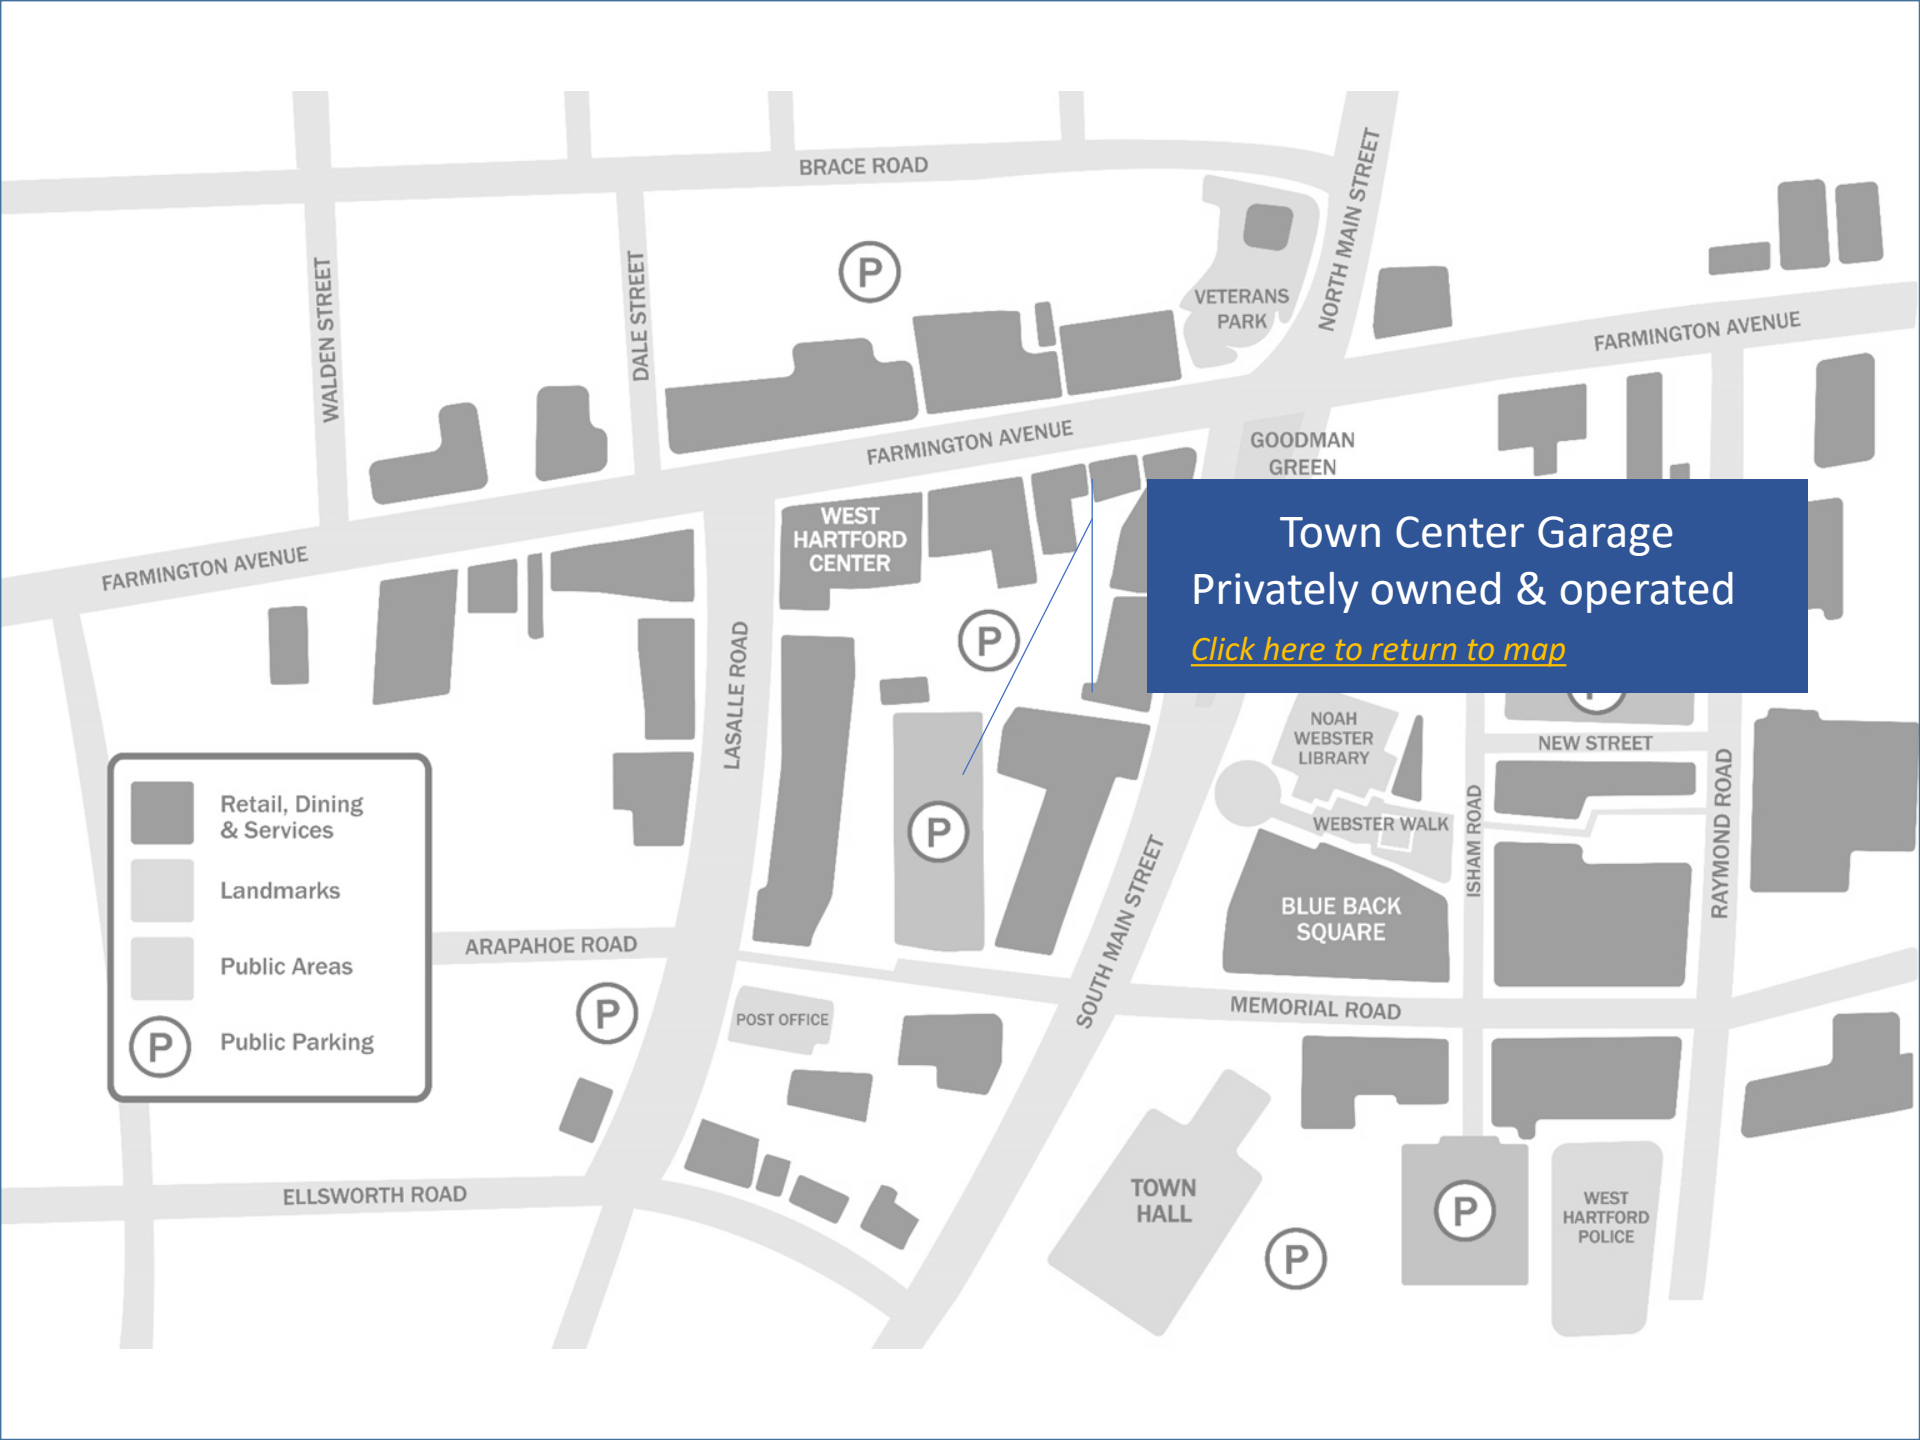 BRACE ROAD
NORTH MAIN STREET
P
WALDEN STREET
DALE STREET
VETERANS
PARK
FARMINGTON AVENUE
FARMINGTON AVENUE
GOODMAN
GREEN
WEST
HARTFORD
CENTER
Town Center Garage
Privately owned & operated
Click here to return to map
FARMINGTON AVENUE
P
LASALLE ROAD
NOAH
WEBSTER
LIBRARY
NEW STREET
RAYMOND ROAD
ISHAM ROAD
WEBSTER WALK
P
SOUTH MAIN STREET
BLUE BACK
SQUARE
Retail, Dining
& Services
Landmarks
Public Areas
P
Public Parking
ARAPAHOE ROAD
P
POST OFFICE
MEMORIAL ROAD
ELLSWORTH ROAD
TOWN
HALL
P
P
WEST
HARTFORD
POLICE